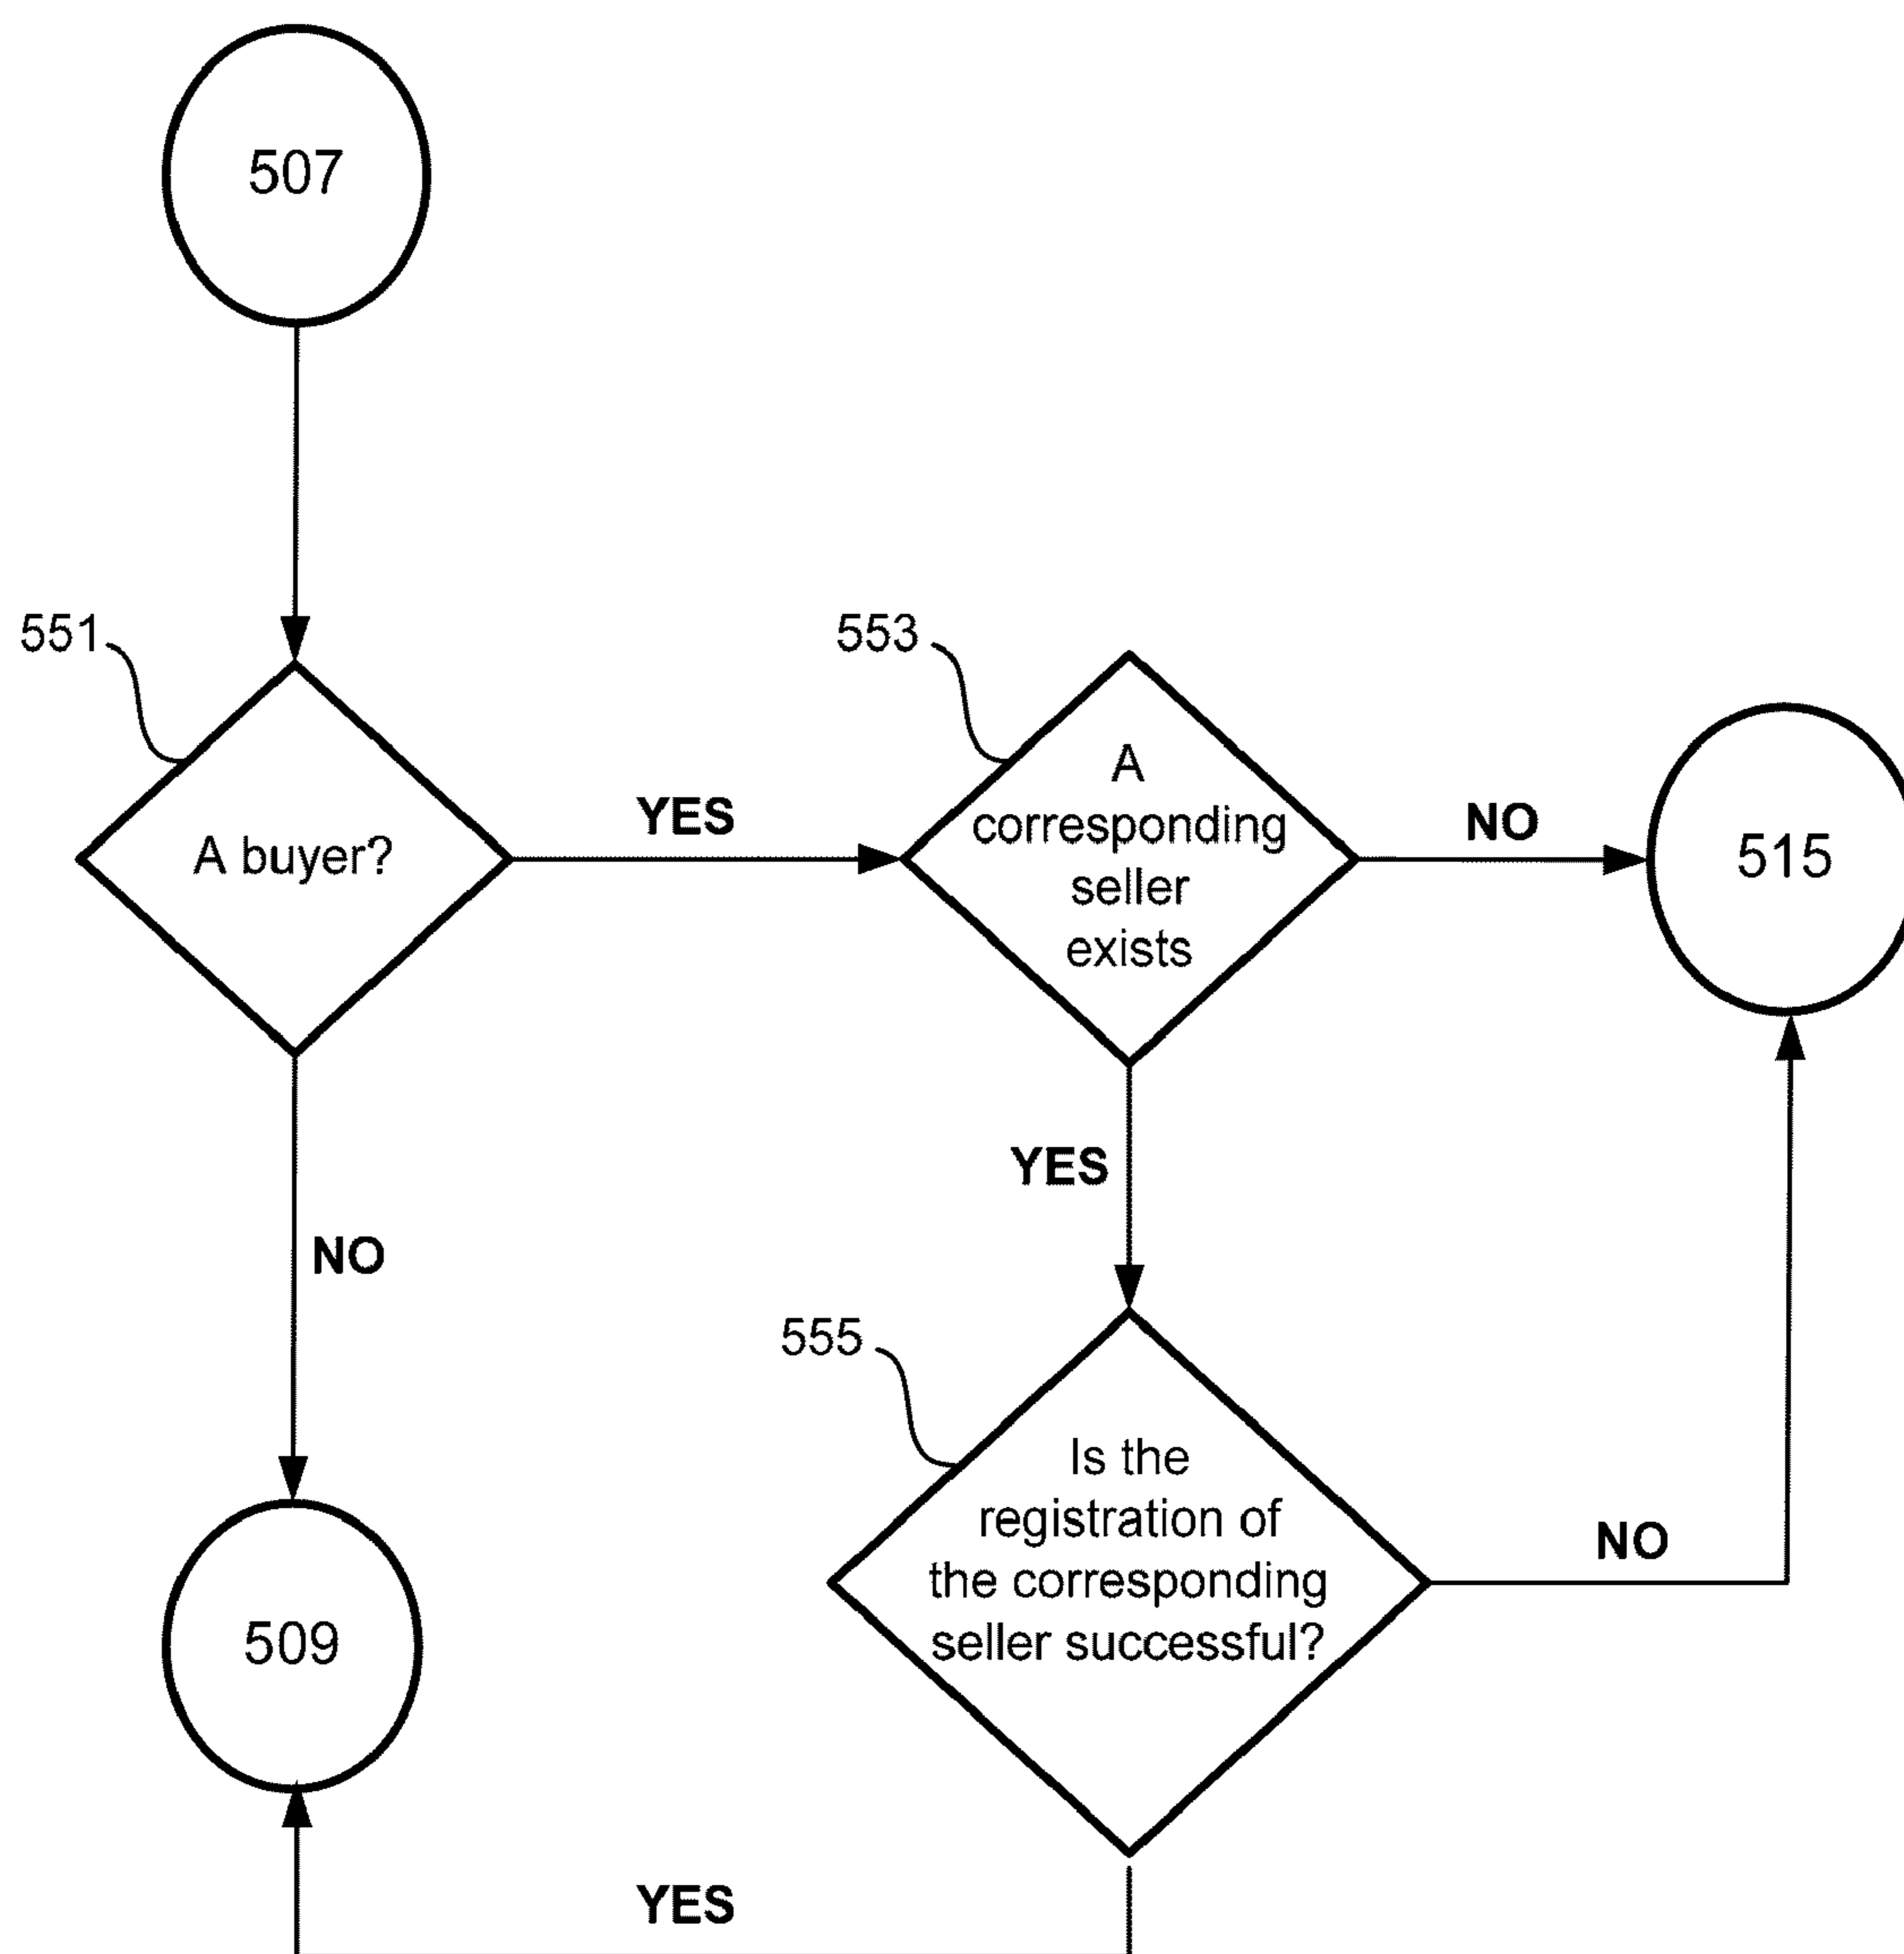 507
551
A buyer?
YES
553
A
corresponding
seller
exists
NO
515
YES
NO
555
Is the
registration of
the corresponding
seller successful?
NO
509
YES